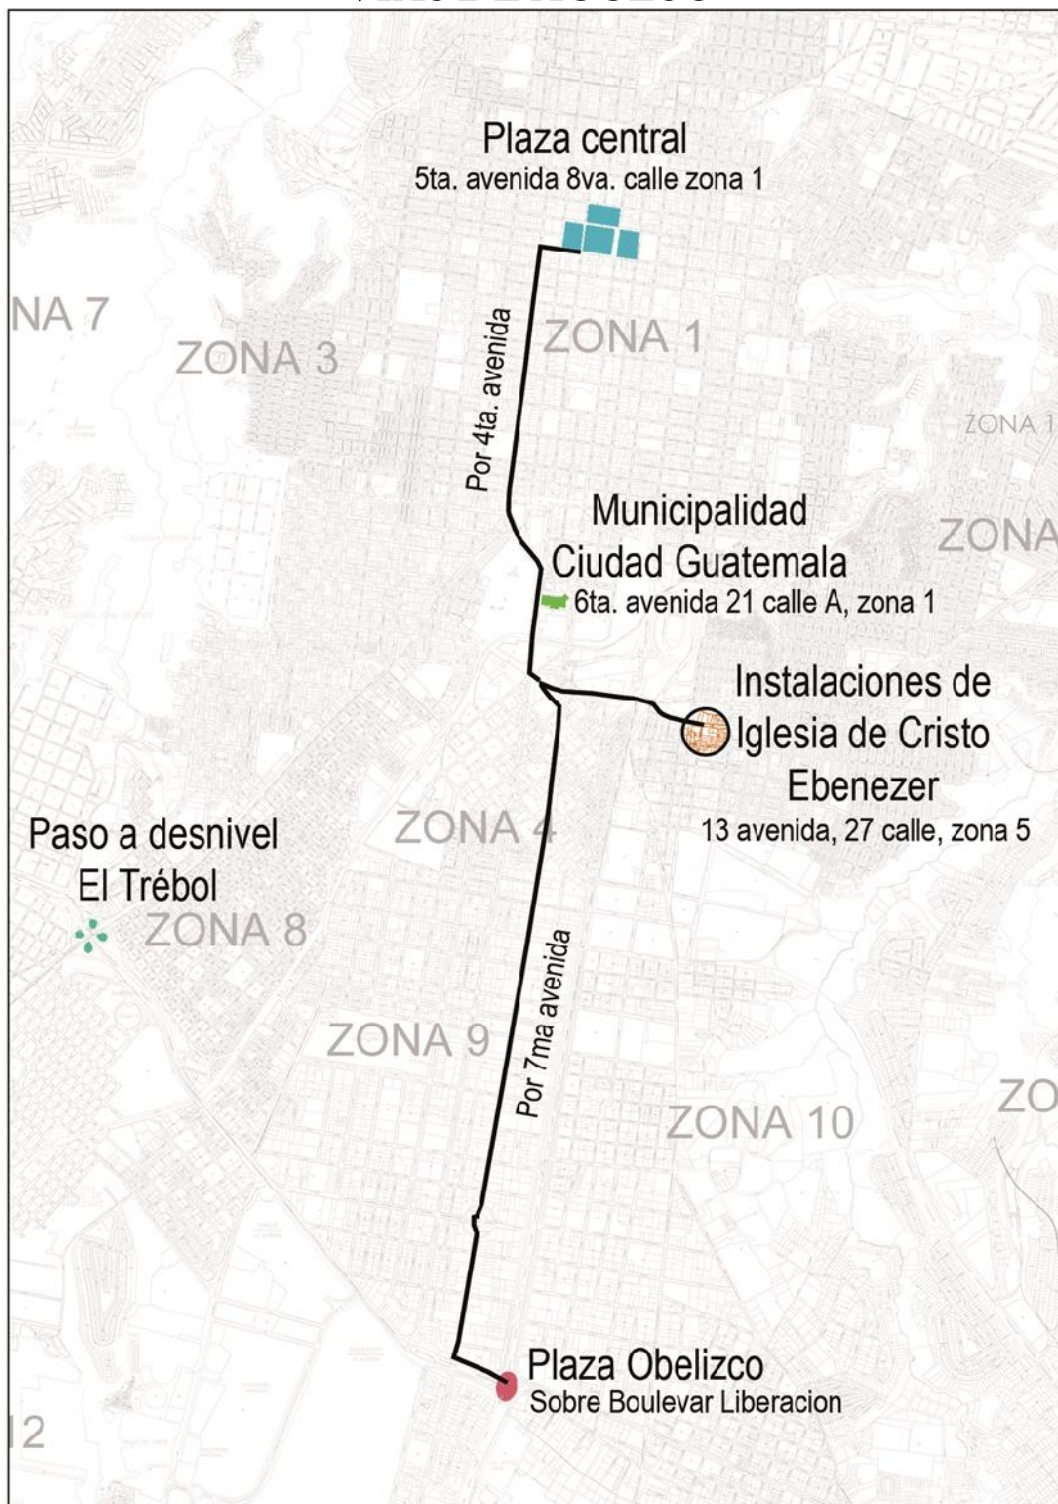 Plaza central
5ta. avenida 8va. calle zona 1
NA 7
ZONA 3
ZONA 1
Por 4ta. avenida
ZONA 1
Municipalidad
Ciudad Guatemala
6ta. avenida 21 calle A, zona 1
ZONA
Instalaciones de
Iglesia de Cristo
Ebenezer
13 avenida, 27 calle, zona 5
ZONA 4
Paso a desnivel
El Trébol
ZONA 8
Por 7ma avenida
ZONA 9
ZONA 10
ZO
Plaza Obelizco
Sobre Boulevar Liberacion
12